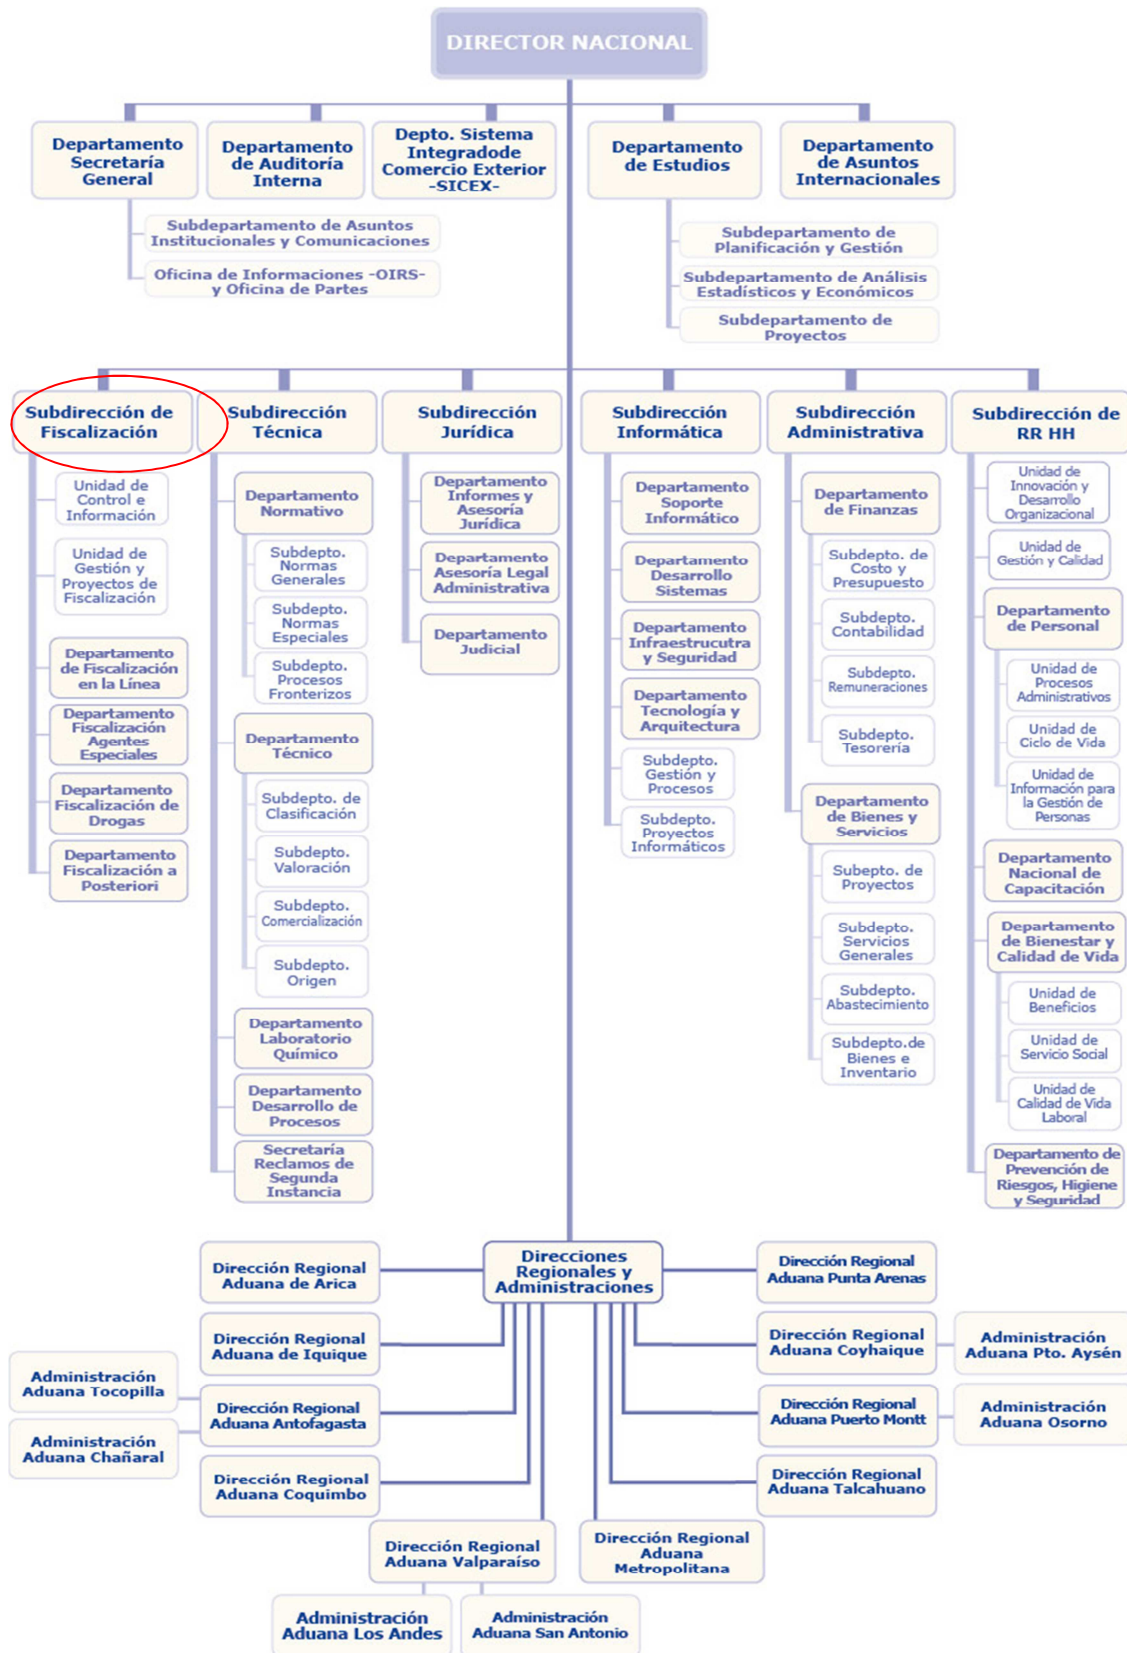 DIRECTOR NACIONAL
Departamento
Secretaría
General
Departamento
de Auditoría
Interna
Depto. Sistema
Integradode
Comercio Exterior
-SICEX-
Departamento
de Estudios
Departamento
de Asuntos
Internacionales
Subdepartamento de Asuntos
Institucionales y Comunicaciones
Oficina de Informaciones -OIRS-
y Oficina de Partes
Subdepartamento de
Planificación y Gestión
Subdepartamento de Análisis
Estadísticos y Económicos
Subdepartamento de
Proyectos
Subdirección de
Fiscalización
Unidad de
Control e
Información
Unidad de
Gestión y
Proyectos de
Fiscalización
Departamento
de Fiscalización
en la Línea
Departamento
Fiscalización
Agentes
Especiales
Departamento
Fiscalización de
Drogas
Departamento
Fiscalización a
Posteriori
Subdirección
Técnica
Departamento
Normativo
Subdepto.
Normas
Generales
Subdepto.
Normas
Especiales
Subdepto.
Procesos
Fronterizos
Departamento
Técnico
Subdepto. de
Clasificación
Subdepto.
Valoración
Subdepto.
Comercialización
Subdepto.
Origen
Departamento
Laboratorio
Químico
Departamento
Desarrollo de
Procesos
Secretaría
Reclamos de
Segunda
Instancia
Subdirección
Jurídica
Departamento
Informes y
Asesoría
Jurídica
Departamento
Asesoría Legal
Administrativa
Departamento
Judicial
Subdirección
Informática
Departamento
Soporte
Informático
Departamento
Desarrollo
Sistemas
Departamento
Infraestrucutra
y Seguridad
Departamento
Tecnología y
Arquitectura
Subdepto.
Gestión y
Procesos
Subdepto.
Proyectos
Informáticos
Subdirección
Administrativa
Departamento
de Finanzas
Subdepto. de
Costo y
Presupuesto
Subdepto.
Contabilidad
Subdepto.
Remuneraciones
Subdepto.
Tesorería
Departamento
de Bienes y
Servicios
Subepto. de
Proyectos
Subdepto.
Servicios
Generales
Subdepto.
Abastecimiento
Subdepto.de
Bienes e
Inventario
Subdirección de
RR HH
Unidad de
Innovación y
Desarrollo
Organizacional
Unidad de
Gestión y Calidad
Departamento
de Personal
Unidad de
Procesos
Administrativos
Unidad de
Ciclo de Vida
Unidad de
Información para
la Gestión de
Personas
Departamento
Nacional de
Capacitación
Departamento
de Bienestar y
Calidad de Vida
Unidad de
Beneficios
Unidad de
Servicio Social
Unidad de
Calidad de Vida
Laboral
Departamento de
Prevención de
Riesgos, Higiene
y Seguridad
Direcciones
Regionales y
Administraciones
Dirección Regional
Aduana de Arica
Dirección Regional
Aduana de Iquique
Administración
Aduana Tocopilla
Dirección Regional
Aduana Antofagasta
Administración
Aduana Chañaral
Dirección Regional
Aduana Coquimbo
Dirección Regional
Aduana Valparaíso
Administración
Aduana Los Andes
Administración
Aduana San Antonio
Dirección Regional
Aduana Punta Arenas
Dirección Regional
Aduana Coyhaique
Administración
Aduana Pto. Aysén
Dirección Regional
Aduana Puerto Montt
Administración
Aduana Osorno
Dirección Regional
Aduana Talcahuano
Dirección Regional
Aduana
Metropolitana